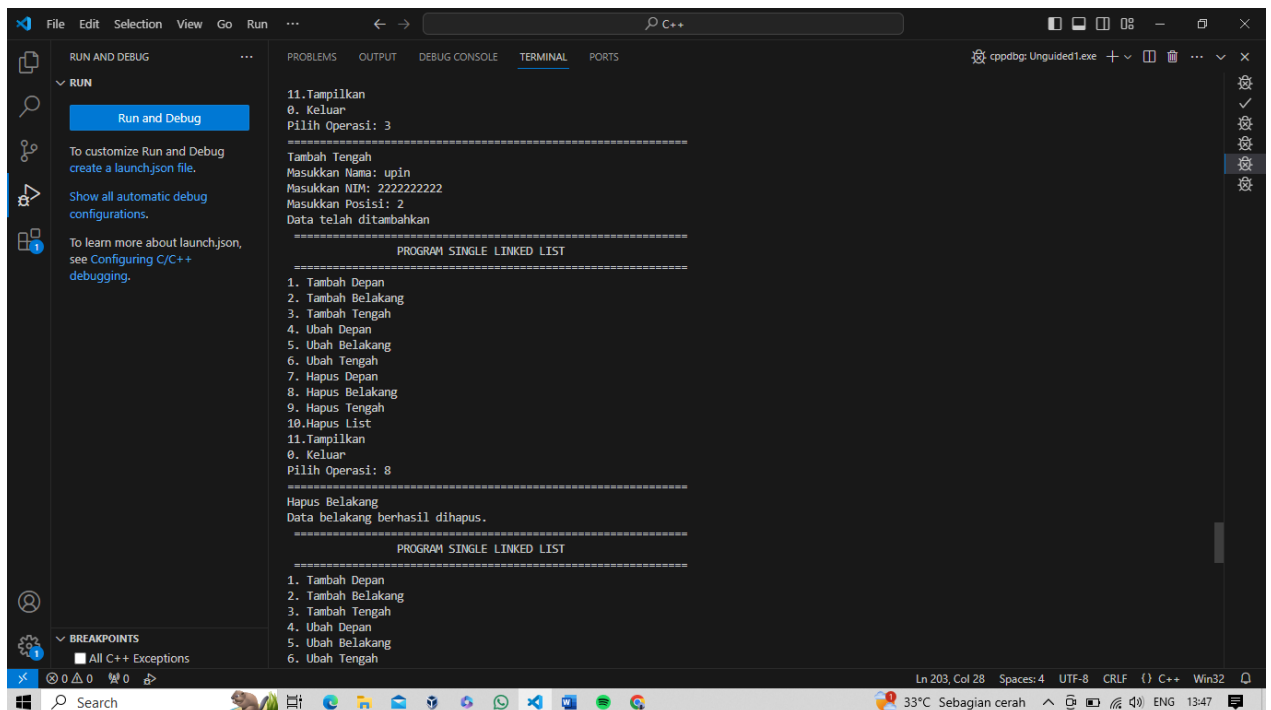 File Edit Selection View Go Run ··· C++
RUN AND DEBUG ···
RUN
Run and Debug
To customize Run and Debug
create a launch.json file.
Show all automatic debug
configurations.
To learn more about launch.json,
see Configuring C/C++
debugging.
BREAKPOINTS
All C++ Exceptions
PROBLEMS OUTPUT DEBUG CONSOLE TERMINAL PORTS cppdbg: Unguided1.exe
11.Tampilkan
0. Keluar
Pilih Operasi: 3
==============================================================
Tambah Tengah
Masukkan Nama: upin
Masukkan NIM: 2222222222
Masukkan Posisi: 2
Data telah ditambahkan
=============================================================
PROGRAM SINGLE LINKED LIST
=============================================================
1. Tambah Depan
2. Tambah Belakang
3. Tambah Tengah
4. Ubah Depan
5. Ubah Belakang
6. Ubah Tengah
7. Hapus Depan
8. Hapus Belakang
9. Hapus Tengah
10.Hapus List
11.Tampilkan
0. Keluar
Pilih Operasi: 8
==============================================================
Hapus Belakang
Data belakang berhasil dihapus.
=============================================================
PROGRAM SINGLE LINKED LIST
=============================================================
1. Tambah Depan
2. Tambah Belakang
3. Tambah Tengah
4. Ubah Depan
5. Ubah Belakang
6. Ubah Tengah
0 0 0 Ln 203, Col 28 Spaces: 4 UTF-8 CRLF {} C++ Win32
Search 33°C Sebagian cerah ENG 13:47